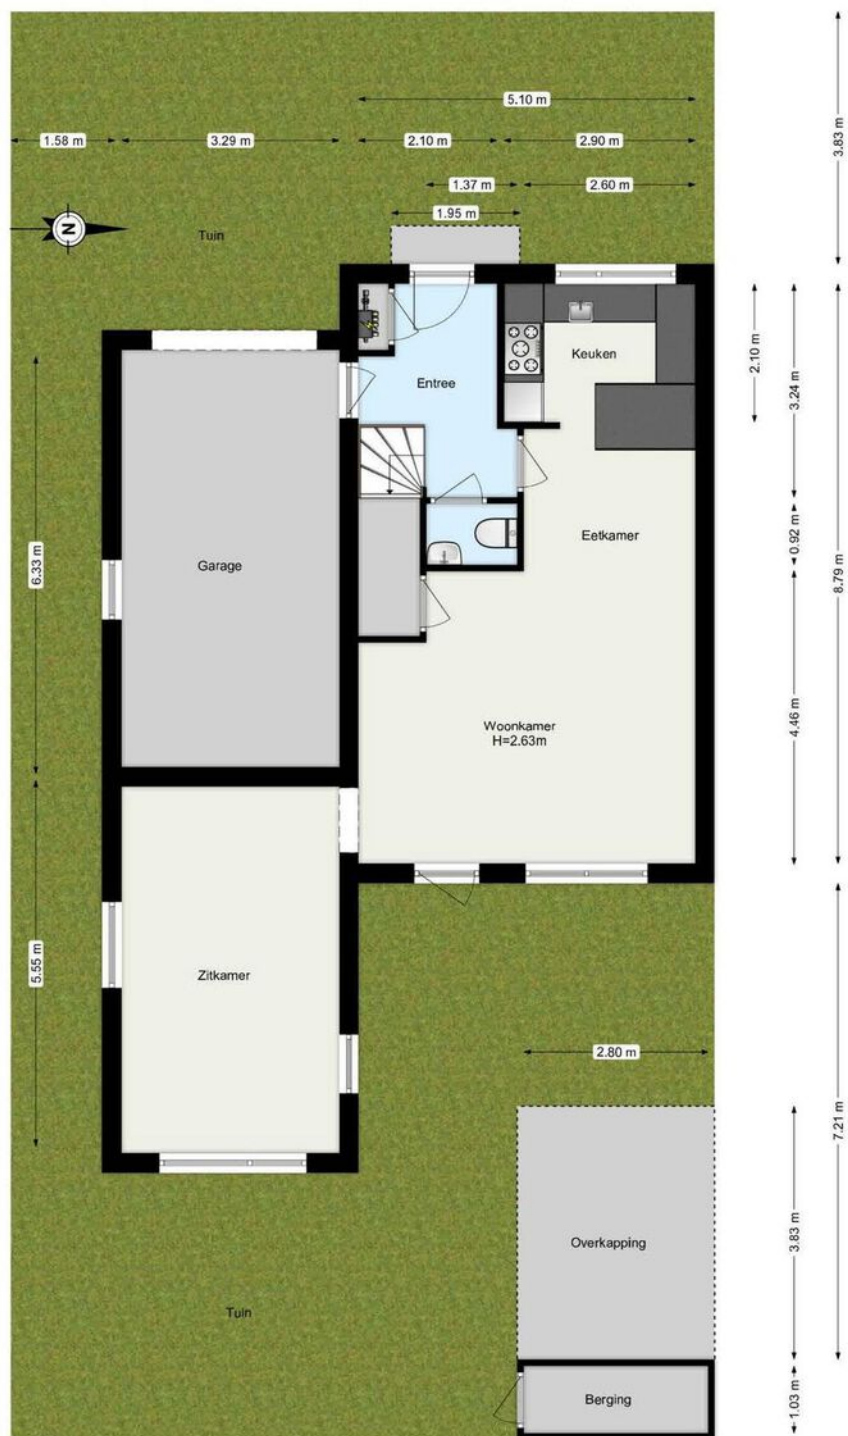 5.10 m
1.58 m
3.29 m
2.10 m
2.90 m
1.37 m
2.60 m
1.95 m
3.83 m
N
Tuin
Keuken
Entree
2.10 m
3.24 m
0.92 m
Eetkamer
6.33 m
Garage
8.79 m
4.46 m
Woonkamer
H=2.63m
5.55 m
Zitkamer
2.80 m
7.21 m
3.83 m
Overkapping
Tuin
Berging
1.03 m